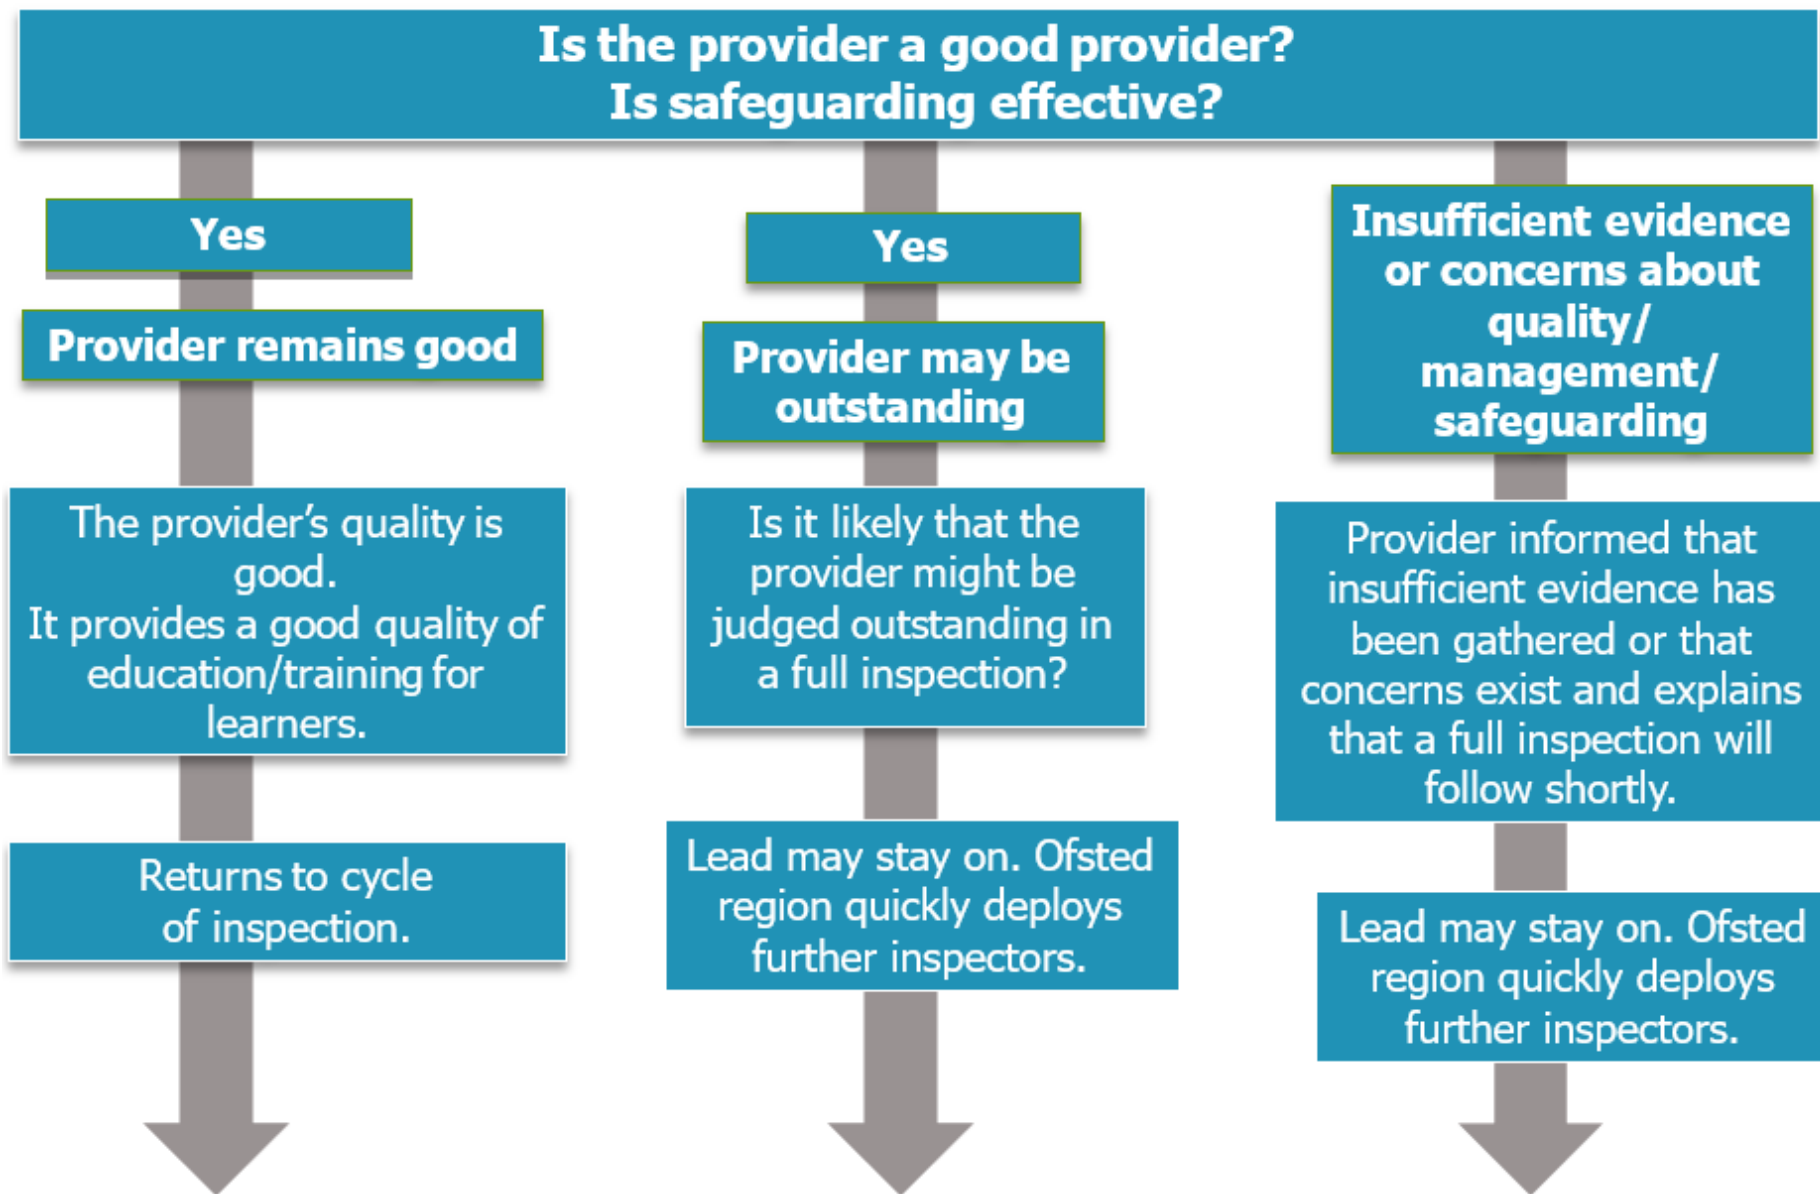 Is the provider a good provider?
Is safeguarding effective?
Yes
Provider remains good
The provider’s quality is
good.
It provides a good quality of
education/training for
learners.
Returns to cycle
of inspection.
Yes
Provider may be
outstanding
Is it likely that the
provider might be
judged outstanding in
a full inspection?
Lead may stay on. Ofsted
region quickly deploys
further inspectors.
Insufficient evidence
or concerns about
quality/
management/
safeguarding
Provider informed that
insufficient evidence has
been gathered or that
concerns exist and explains
that a full inspection will
follow shortly.
Lead may stay on. Ofsted
region quickly deploys
further inspectors.